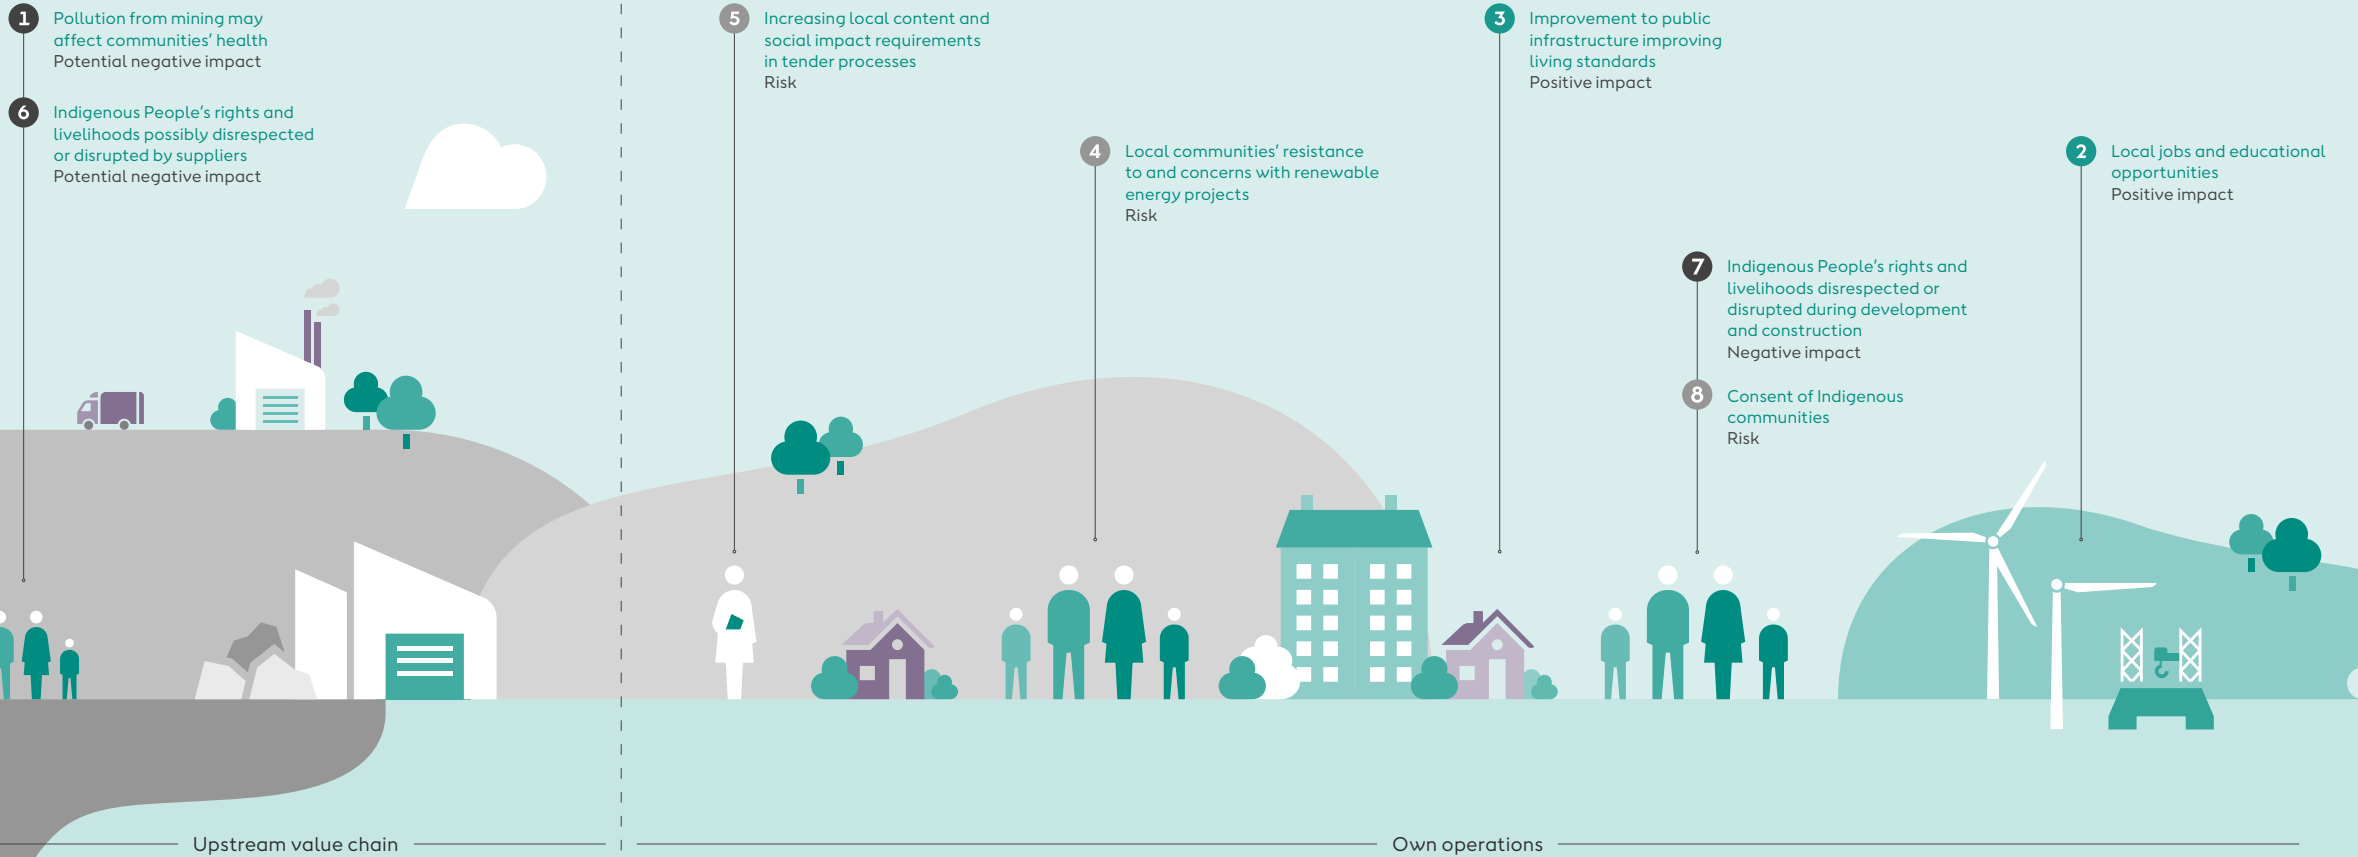 1
Pollution from mining may
affect communities' health
Potential negative impact
6
Indigenous People's rights and
livelihoods possibly disrespected
or disrupted by suppliers
Potential negative impact
5
Increasing local content and
social impact requirements
in tender processes
Risk
4
Local communities' resistance
to and concerns with renewable
energy projects
Risk
3
Improvement to public
infrastructure improving
living standards
Positive impact
7
Indigenous People's rights and
livelihoods disrespected or
disrupted during development
and construction
Negative impact
8
Consent of Indigenous
communities
Risk
2
Local jobs and educational
opportunities
Positive impact
Upstream value chain
Own operations